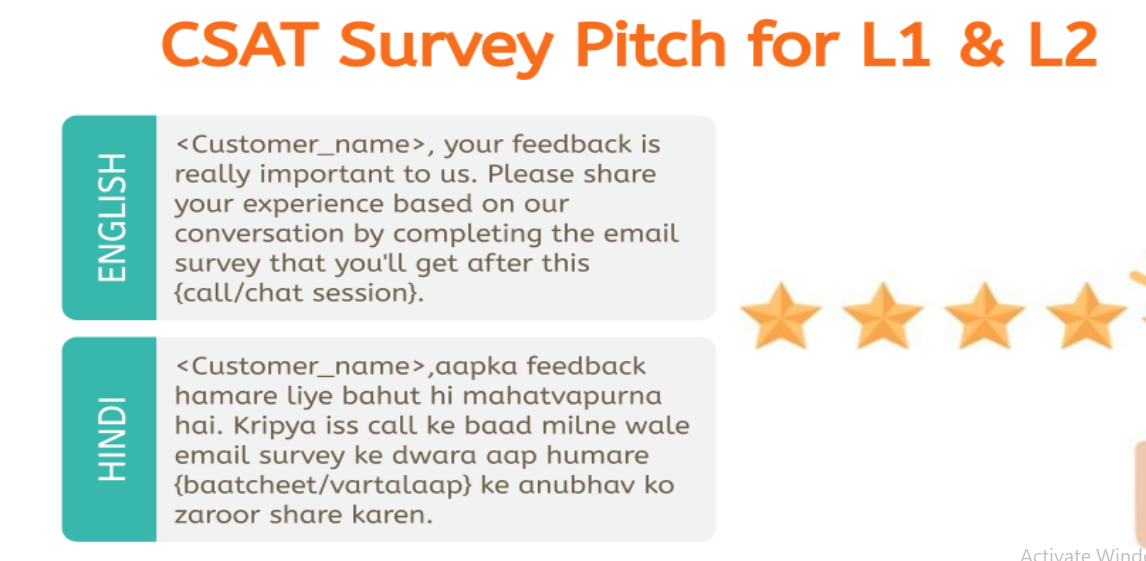 CSAT Survey Pitch for L1 & L2
ENGLISH
<Customer_name>, your feedback is
really important to us. Please share
your experience based on our
conversation by completing the email
survey that you'll get after this
{call/chat session}.
HINDI
<Customer_name>,aapka feedback
hamare liye bahut hi mahatvapurna
hai. Kripya iss call ke baad milne wale
email survey ke dwara aap humare
{baatcheet/vartalaap} ke anubhav ko
zaroor share karen.
Activate